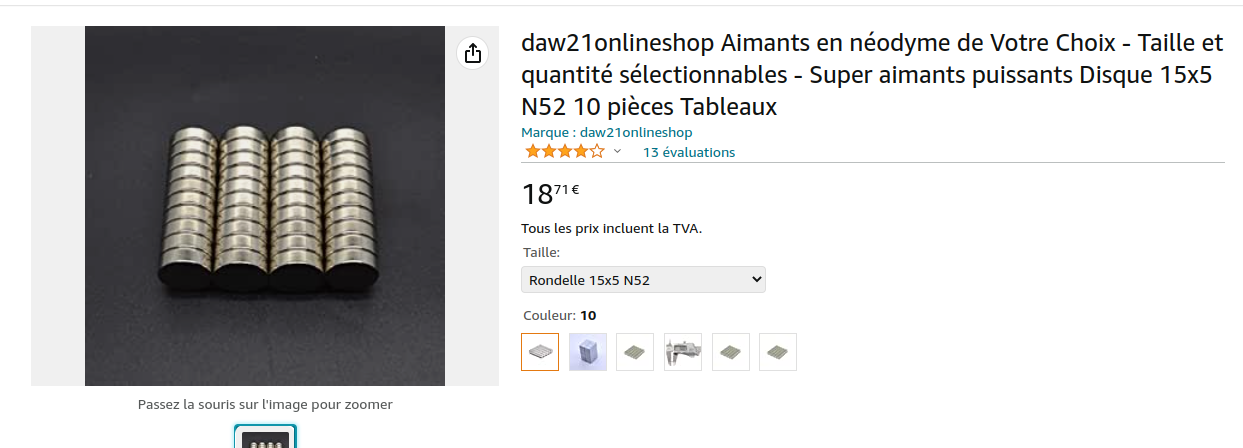 daw21onlineshop Aimants en néodyme de Votre Choix - Taille et
quantité sélectionnables - Super aimants puissants Disque 15x5
N52 10 pièces Tableaux
Marque : daw21onlineshop
13 évaluations
18 71 €
Tous les prix incluent la TVA.
Taille:
Rondelle 15x5 N52
Couleur: 10
Passez la souris sur l'image pour zoomer